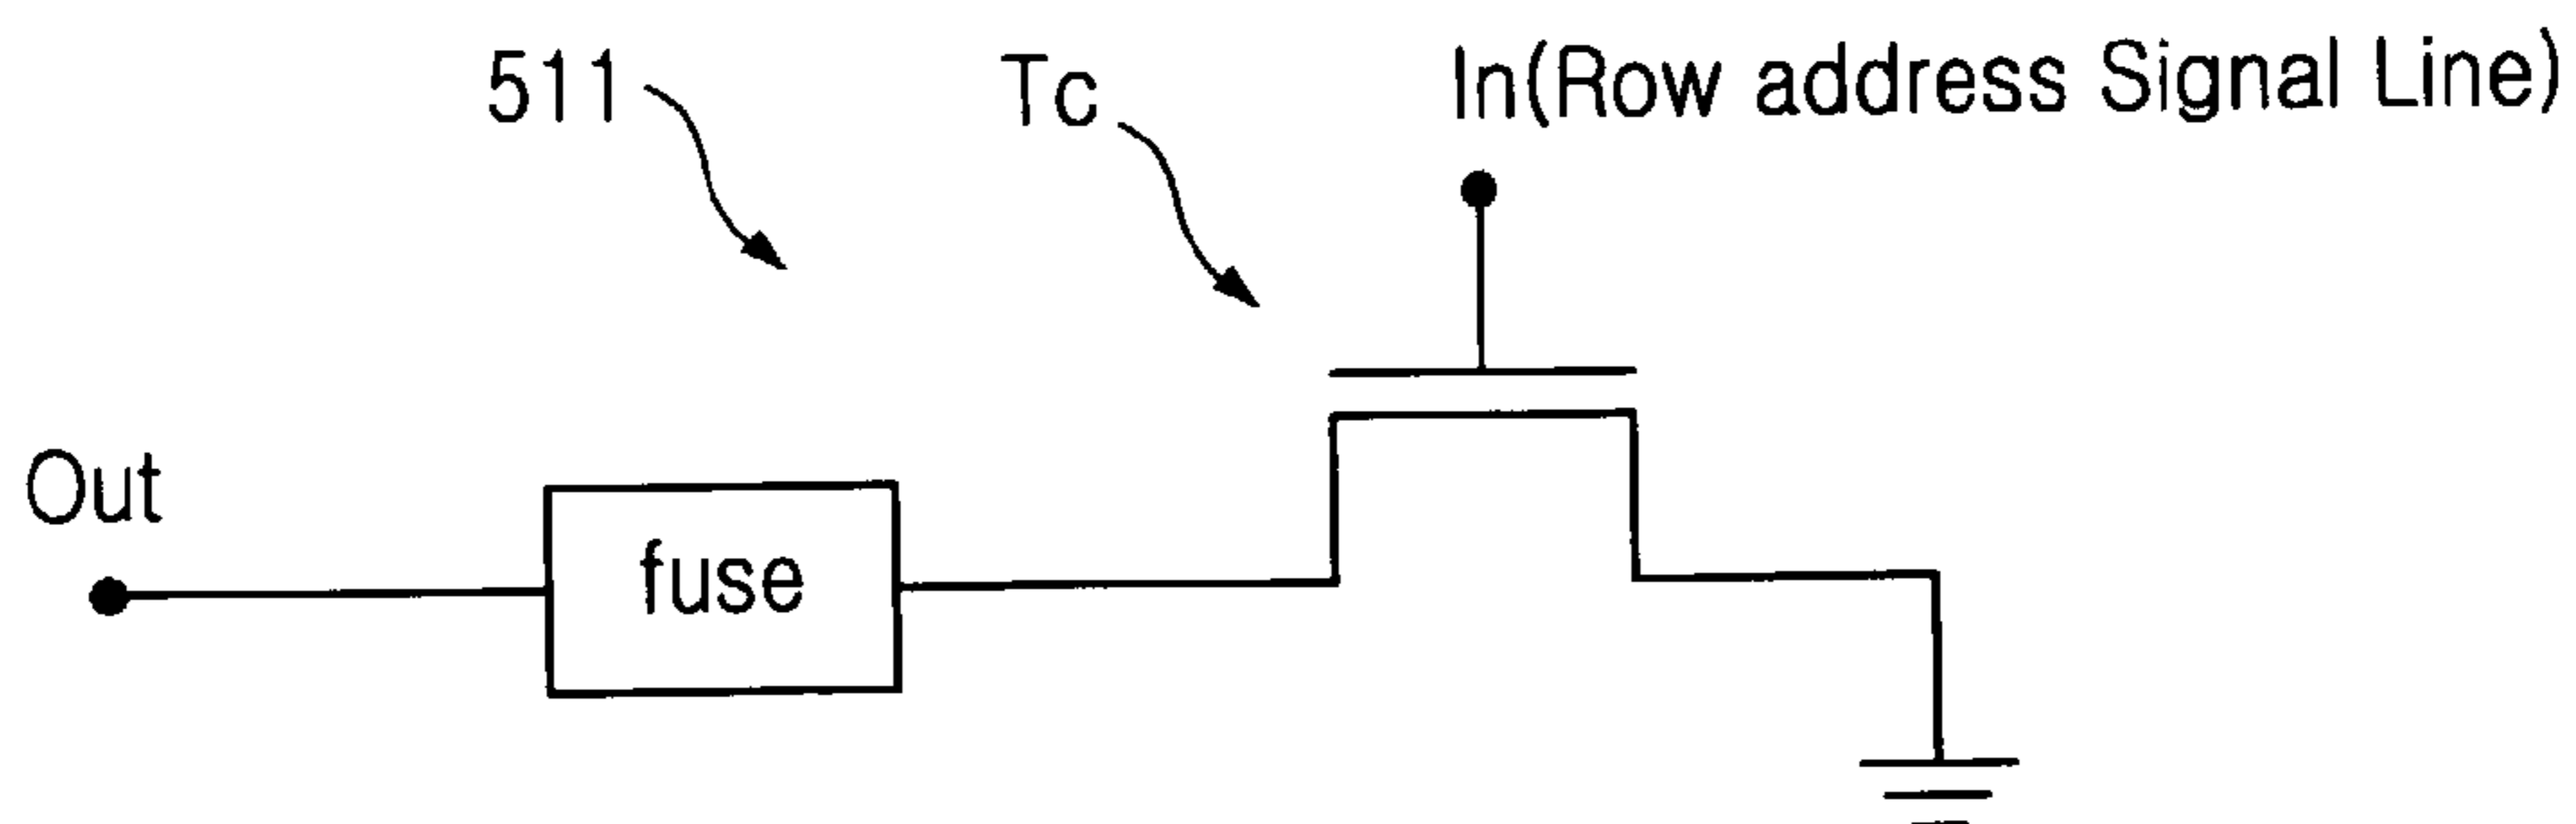 511
Tc
In(Row address Signal Line)
Out
fuse